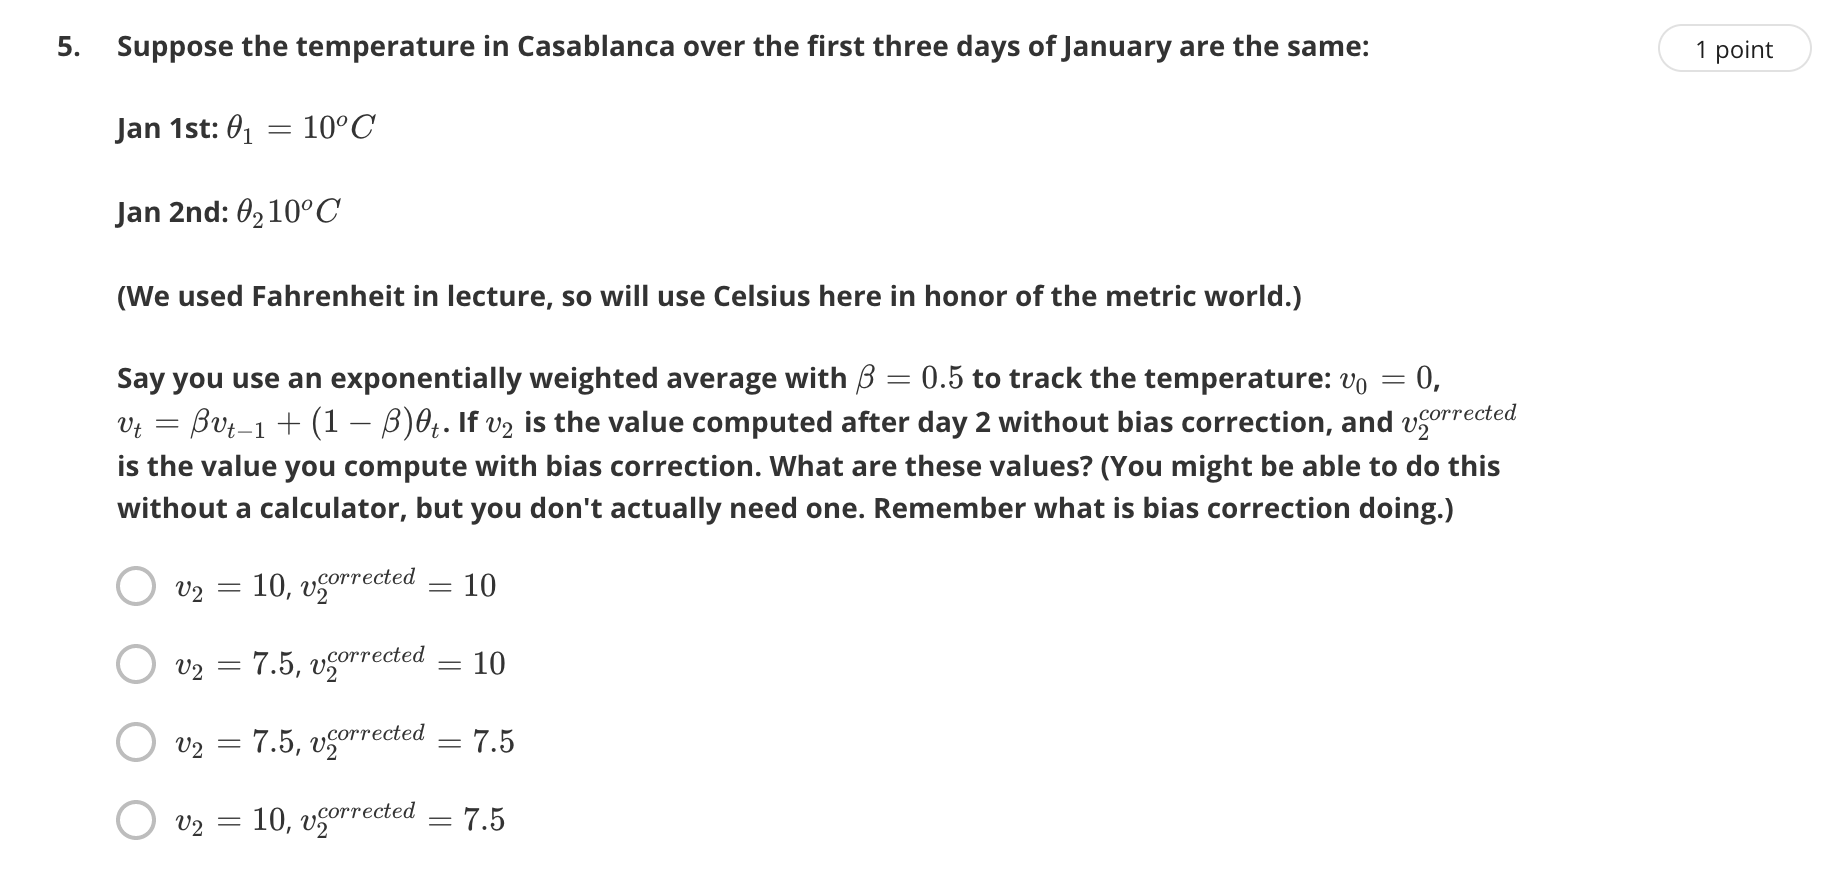 5. Suppose the temperature in Casablanca over the first three days of January are the same:
1 point
Jan 1st: θ₁ = 10°C
Jan 2nd: θ₂10°C
(We used Fahrenheit in lecture, so will use Celsius here in honor of the metric world.)
Say you use an exponentially weighted average with β = 0.5 to track the temperature: v₀ = 0,
v_t = βv_{t−1} + (1 − β)θ_t. If v₂ is the value computed after day 2 without bias correction, and v₂^{corrected}
is the value you compute with bias correction. What are these values? (You might be able to do this
without a calculator, but you don't actually need one. Remember what is bias correction doing.)
v₂ = 10, v₂^{corrected} = 10
v₂ = 7.5, v₂^{corrected} = 10
v₂ = 7.5, v₂^{corrected} = 7.5
v₂ = 10, v₂^{corrected} = 7.5